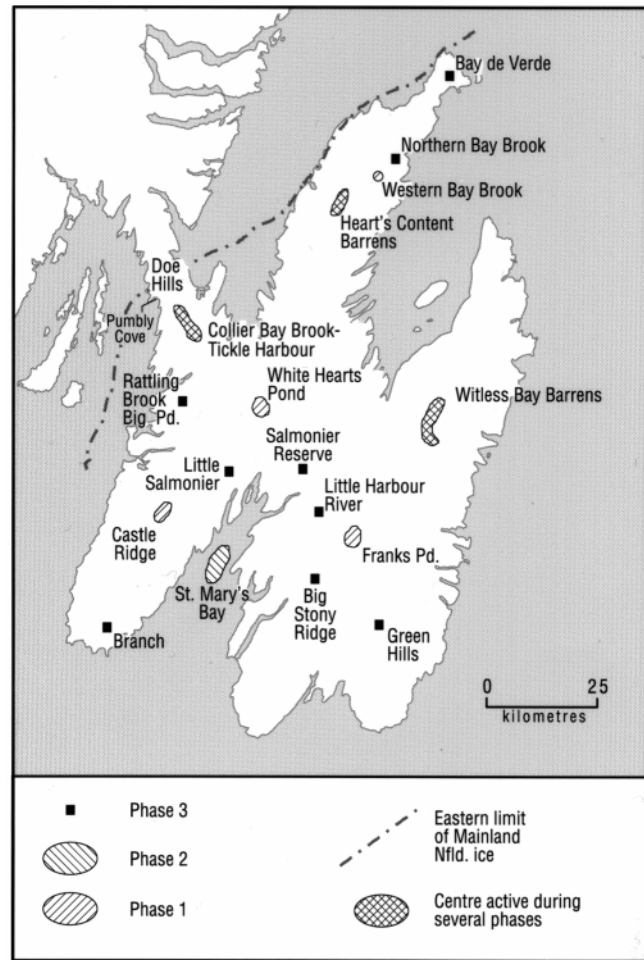 Bay de Verde
Northern Bay Brook
Western Bay Brook
Heart's Content
Barrens
Doe
Hills
Pumbly
Cove
Collier Bay Brook-
Tickle Harbour
White Hearts
Pond
Rattling
Brook
Big Pd.
Witless Bay Barrens
Salmonier
Reserve
Little
Salmonier
Little Harbour
River
Castle
Ridge
Franks Pd.
St. Mary's
Bay
Big
Stony
Ridge
Branch
Green
Hills
0 25
kilometres
Phase 3
Phase 2
Phase 1
Eastern limit
of Mainland
Nfld. ice
Centre active during
several phases